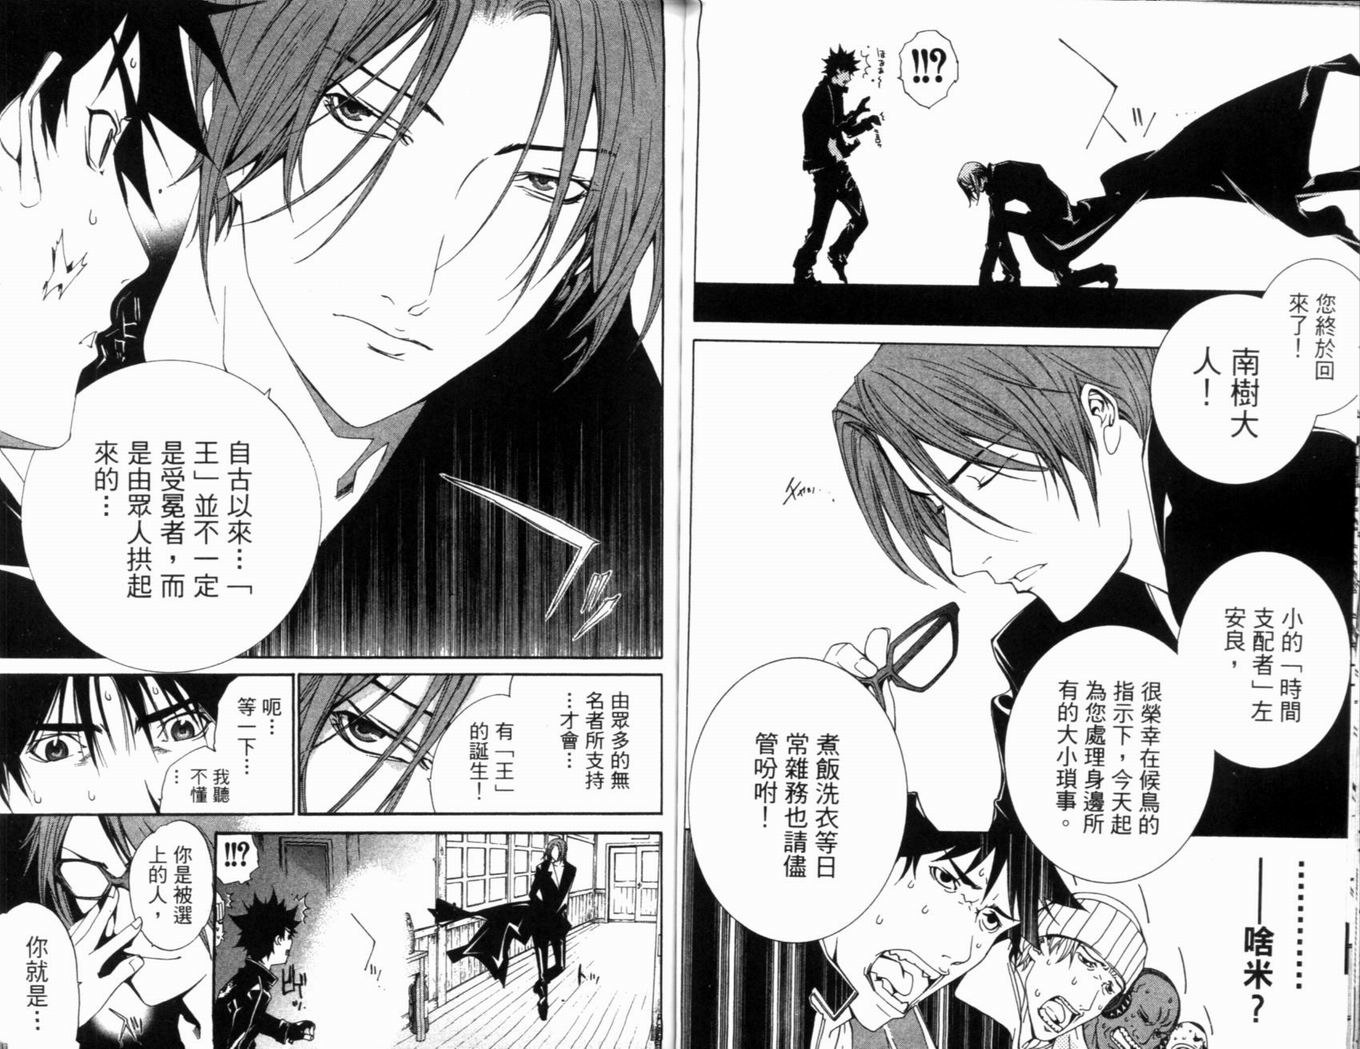 !!?
您終於回
來了！
南樹大
人！
小的「時間
支配者」左
安良，
很榮幸在候鳥的
指示下，今天起
為您處理身邊所
有的大小瑣事。
煮飯洗衣等日
常雜務也請儘
管吩咐！
…………
——啥米？
自古以來…「
王」並不一定
是受冕者，而
是由眾人拱起
來的…
由眾多的無
名者所支持
…才會…
有「王」
的誕生！
呃…
等一下…
我聽
不懂
…
!!?
你是被選
上的人，
你就是…